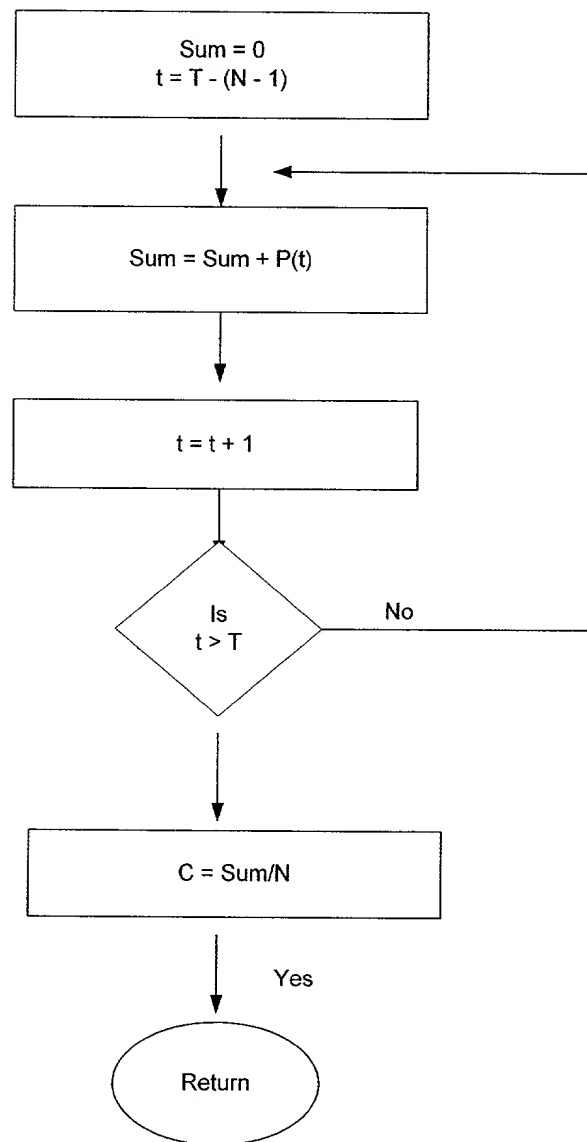 Sum = 0
t = T - (N - 1)
Sum = Sum + P(t)
t = t + 1
Is
t > T
No
C = Sum/N
Yes
Return